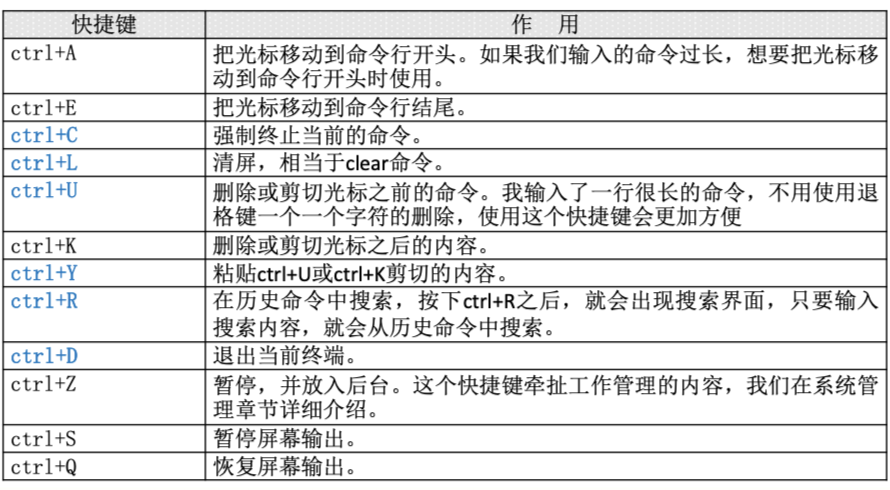 快捷键 作 用
ctrl+A 把光标移动到命令行开头。如果我们输入的命令过长，想要把光标移
动到命令行开头时使用。
ctrl+E 把光标移动到命令行结尾。
ctrl+C 强制终止当前的命令。
ctrl+L 清屏，相当于clear命令。
ctrl+U 删除或剪切光标之前的命令。我输入了一行很长的命令，不用使用退
格键一个一个字符的删除，使用这个快捷键会更加方便
ctrl+K 删除或剪切光标之后的内容。
ctrl+Y 粘贴ctrl+U或ctrl+K剪切的内容。
ctrl+R 在历史命令中搜索，按下ctrl+R之后，就会出现搜索界面，只要输入
搜索内容，就会从历史命令中搜索。
ctrl+D 退出当前终端。
ctrl+Z 暂停，并放入后台。这个快捷键牵扯工作管理的内容，我们在系统管
理章节详细介绍。
ctrl+S 暂停屏幕输出。
ctrl+Q 恢复屏幕输出。